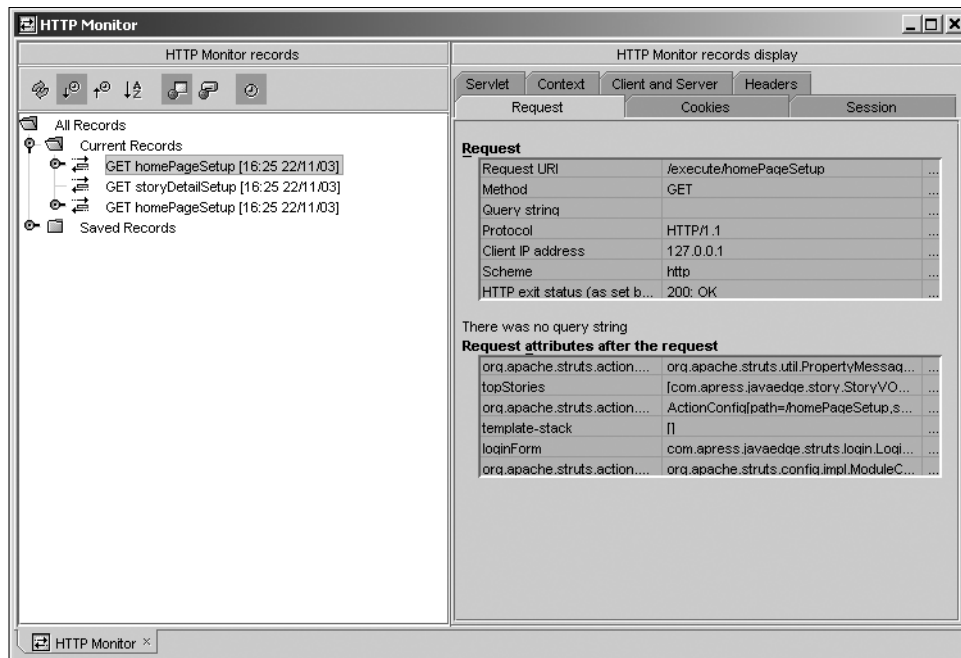 HTTP Monitor
HTTP Monitor records
All Records
Current Records
GET homePageSetup [16:25 22/11/03]
GET storyDetailSetup [16:25 22/11/03]
GET homePageSetup [16:25 22/11/03]
Saved Records
HTTP Monitor records display
Servlet Context Client and Server Headers
Request Cookies Session
Request
Request URI /execute/homePageSetup ...
Method GET ...
Query string ...
Protocol HTTP/1.1 ...
Client IP address 127.0.0.1 ...
Scheme http ...
HTTP exit status (as set b... 200: OK ...
There was no query string
Request attributes after the request
org.apache.struts.action.... org.apache.struts.util.PropertyMessag... ...
topStories [com.apress.javaedge.story.StoryVO... ...
org.apache.struts.action.... ActionConfig[path=/homePageSetup,s... ...
template-stack [] ...
loginForm com.apress.javaedge.struts.login.Logi... ...
org.apache.struts.action.... org.apache.struts.config.impl.ModuleC... ...
HTTP Monitor